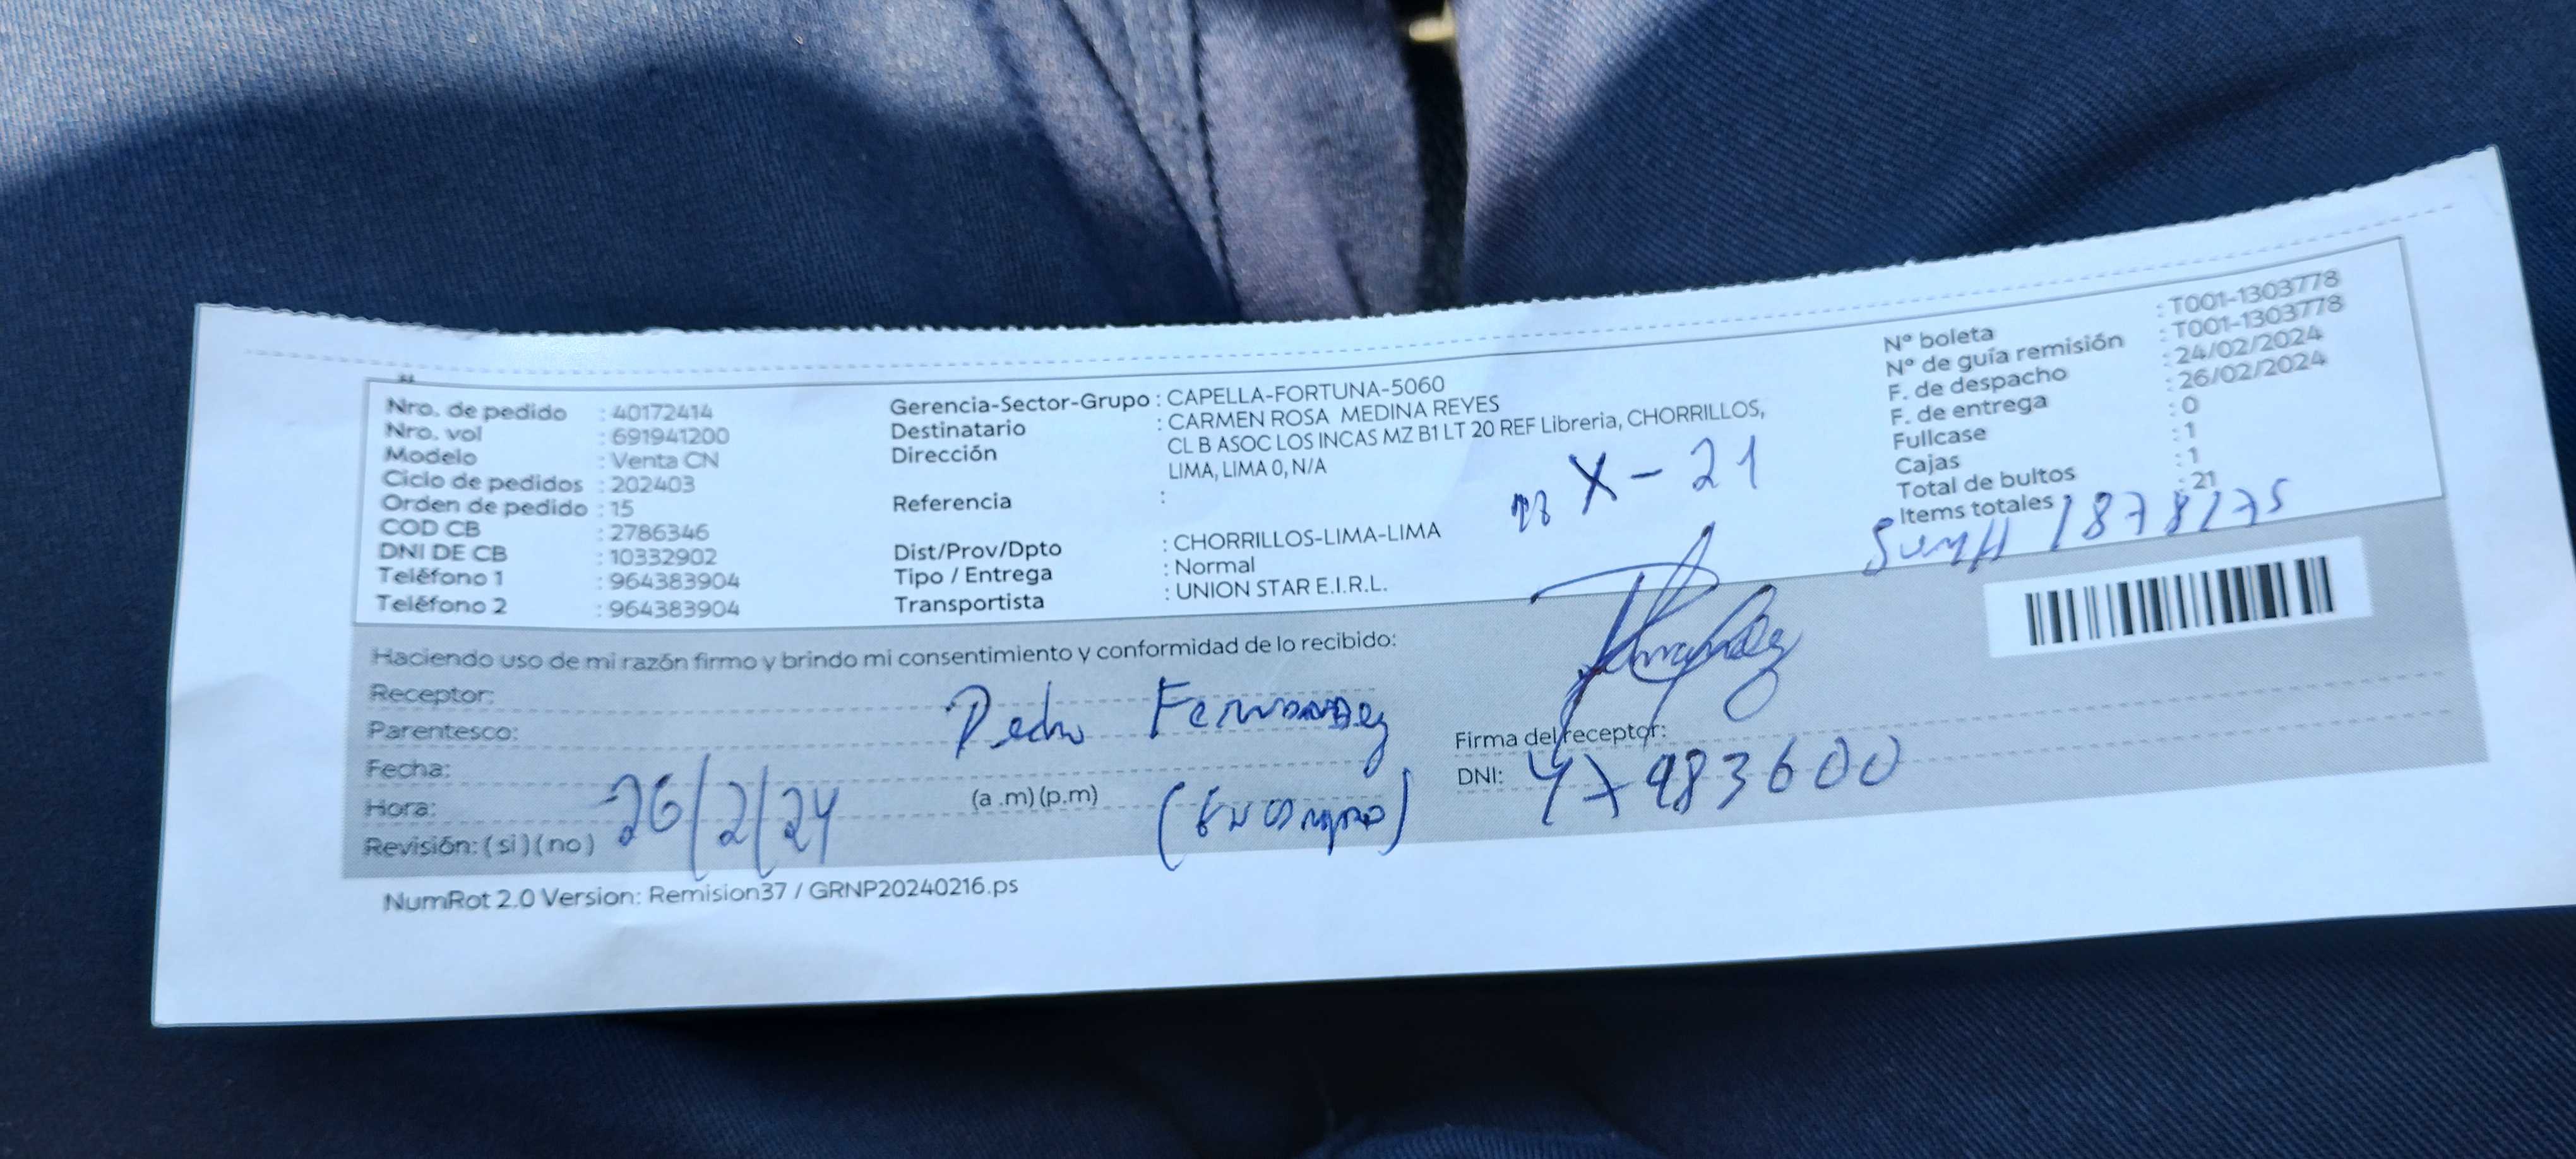 Nro. de pedido : 40172414
Nro. vol : 691941200
Modelo : Venta CN
Ciclo de pedidos : 202403
Orden de pedido : 15
COD CB : 2786346
DNI DE CB : 10332902
Teléfono 1 : 964383904
Teléfono 2 : 964383904
Gerencia-Sector-Grupo : CAPELLA-FORTUNA-5060
Destinatario : CARMEN ROSA MEDINA REYES
Dirección CL B ASOC LOS INCAS MZ B1 LT 20 REF Libreria, CHORRILLOS,
LIMA, LIMA 0, N/A
Referencia :
Dist/Prov/Dpto : CHORRILLOS-LIMA-LIMA
Tipo / Entrega : Normal
Transportista : UNION STAR E.I.R.L.
X-21
Nº boleta : T001-1303778
Nº de guía remisión : T001-1303778
F. de despacho : 24/02/2024
F. de entrega : 26/02/2024
Fullcase : 0
Cajas : 1
Total de bultos : 1
Items totales : 21
Haciendo uso de mi razón firmo y brindo mi consentimiento y conformidad de lo recibido:
Receptor:
Parentesco: Pedro Fernandez
Fecha:
Hora: 26/2/24 (a .m) (p.m)
Revisión: ( si ) ( no )
Firma del receptor:
DNI: 47983600
NumRot 2.0 Version: Remision37 / GRNP20240216.ps